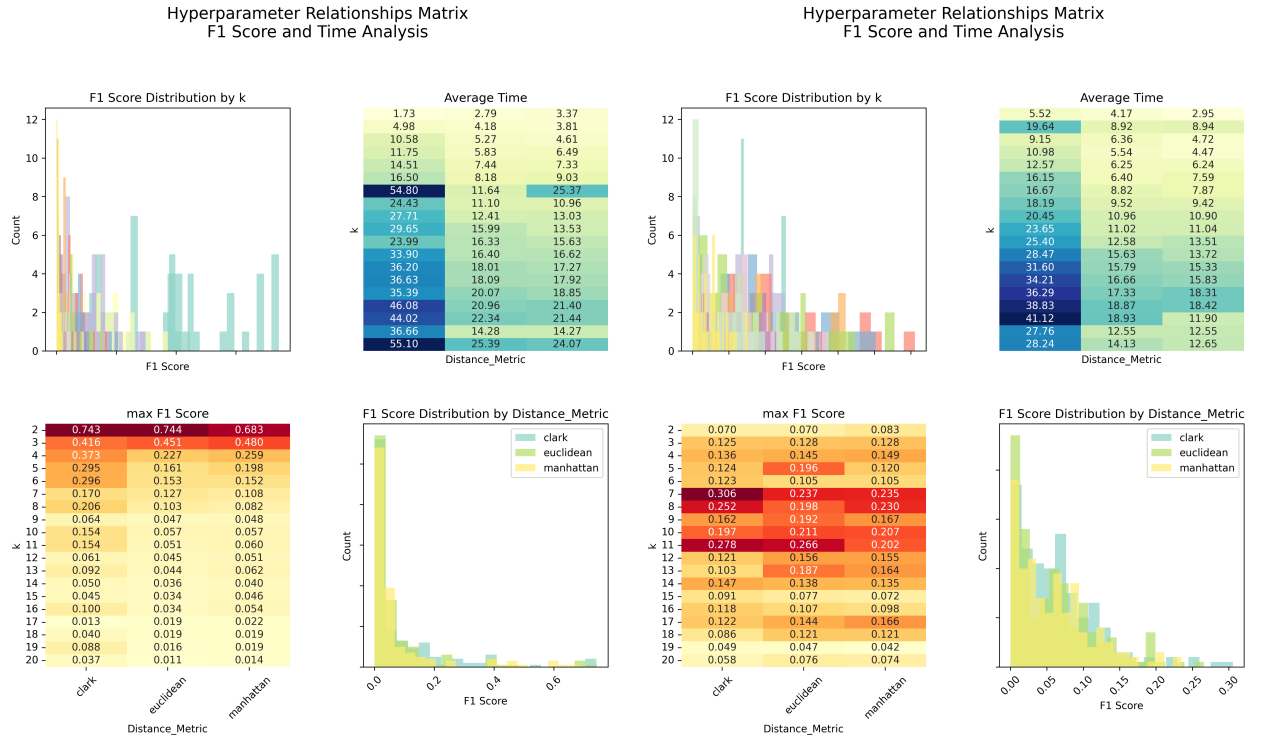 Hyperparameter Relationships Matrix
F1 Score and Time Analysis
F1 Score Distribution by k
Count
12
10
8
6
4
2
0
F1 Score
Average Time
k
1.73 2.79 3.37
4.98 4.18 3.81
10.58 5.27 4.61
11.75 5.83 6.49
14.51 7.44 7.33
16.50 8.18 9.03
54.80 11.64 25.37
24.43 11.10 10.96
27.71 12.41 13.03
29.65 15.99 13.53
23.99 16.33 15.63
33.90 16.40 16.62
36.20 18.01 17.27
36.63 18.09 17.92
35.39 20.07 18.85
46.08 20.96 21.40
44.02 22.34 21.44
36.66 14.28 14.27
55.10 25.39 24.07
Distance_Metric
max F1 Score
k
2 0.743 0.744 0.683
3 0.416 0.451 0.480
4 0.373 0.227 0.259
5 0.295 0.161 0.198
6 0.296 0.153 0.152
7 0.170 0.127 0.108
8 0.206 0.103 0.082
9 0.064 0.047 0.048
10 0.154 0.057 0.057
11 0.154 0.051 0.060
12 0.061 0.045 0.051
13 0.092 0.044 0.062
14 0.050 0.036 0.040
15 0.045 0.034 0.046
16 0.100 0.034 0.054
17 0.013 0.019 0.022
18 0.040 0.019 0.019
19 0.088 0.016 0.019
20 0.037 0.011 0.014
clark euclidean manhattan
Distance_Metric
F1 Score Distribution by Distance_Metric
clark
euclidean
manhattan
Count
0.0 0.2 0.4 0.6
F1 Score
Hyperparameter Relationships Matrix
F1 Score and Time Analysis
F1 Score Distribution by k
Count
12
10
8
6
4
2
0
F1 Score
Average Time
k
5.52 4.17 2.95
19.64 8.92 8.94
9.15 6.36 4.72
10.98 5.54 4.47
12.57 6.25 6.24
16.15 6.40 7.59
16.67 8.82 7.87
18.19 9.52 9.42
20.45 10.96 10.90
23.65 11.02 11.04
25.40 12.58 13.51
28.47 15.63 13.72
31.60 15.79 15.33
34.21 16.66 15.83
36.29 17.33 18.31
38.83 18.87 18.42
41.12 18.93 11.90
27.76 12.55 12.55
28.24 14.13 12.65
Distance_Metric
max F1 Score
k
2 0.070 0.070 0.083
3 0.125 0.128 0.128
4 0.136 0.145 0.149
5 0.124 0.196 0.120
6 0.123 0.105 0.105
7 0.306 0.237 0.235
8 0.252 0.198 0.230
9 0.162 0.192 0.167
10 0.197 0.211 0.207
11 0.278 0.266 0.202
12 0.121 0.156 0.155
13 0.103 0.187 0.164
14 0.147 0.138 0.135
15 0.091 0.077 0.072
16 0.118 0.107 0.098
17 0.122 0.144 0.166
18 0.086 0.121 0.121
19 0.049 0.047 0.042
20 0.058 0.076 0.074
clark euclidean manhattan
Distance_Metric
F1 Score Distribution by Distance_Metric
clark
euclidean
manhattan
Count
0.00 0.05 0.10 0.15 0.20 0.25 0.30
F1 Score